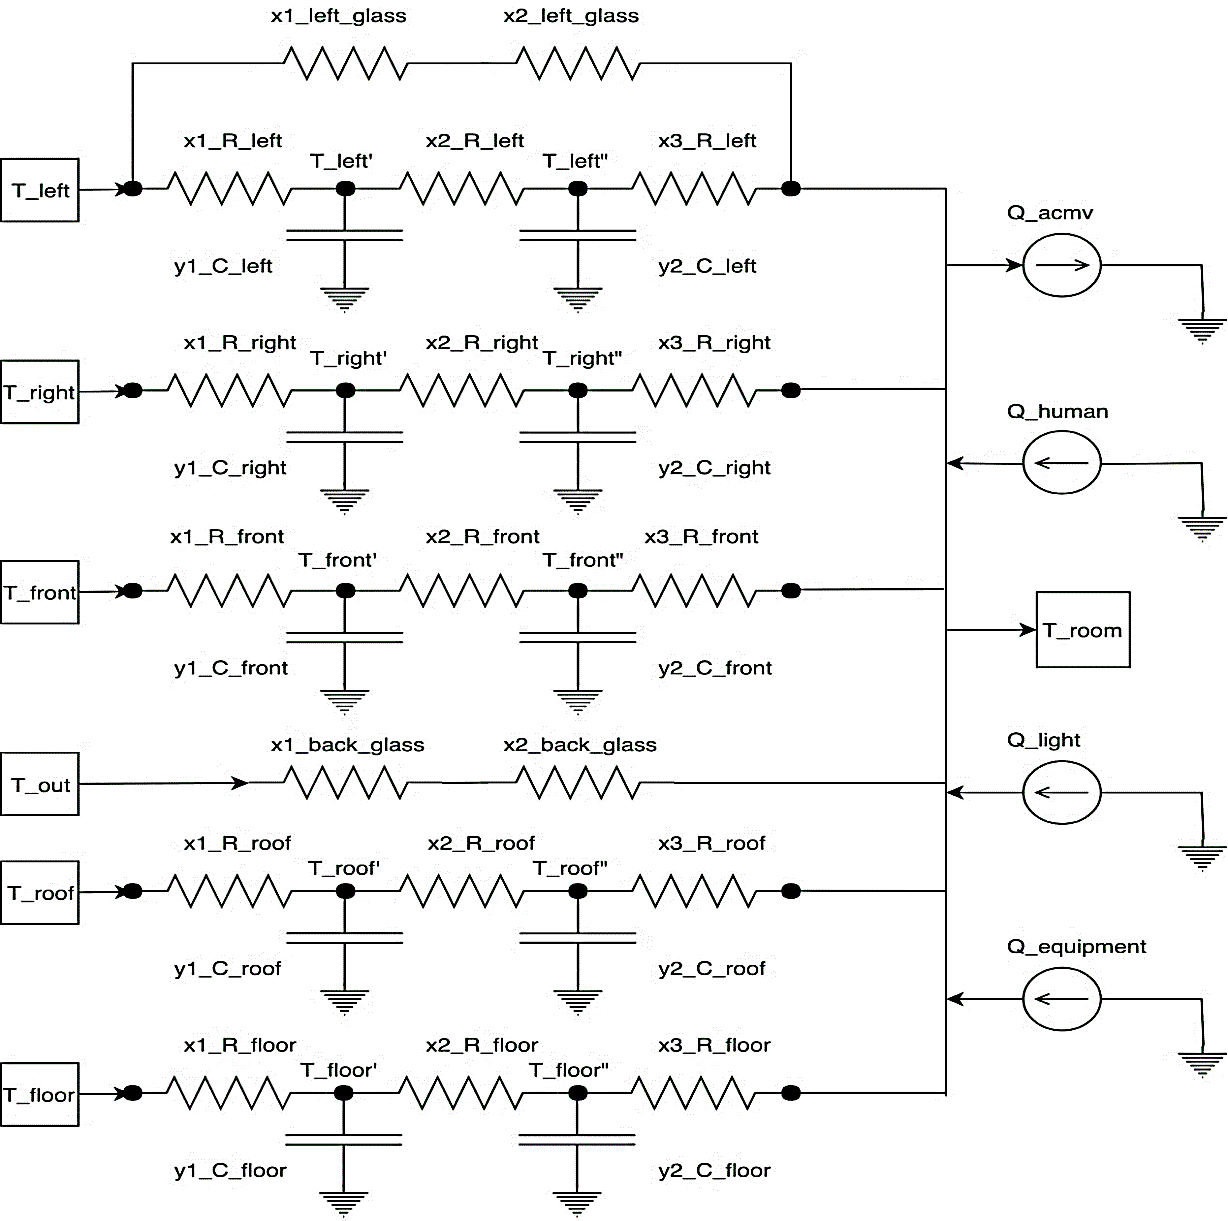 x1_left_glass
x2_left_glass
x1_R_left
T_left'
x2_R_left
T_left"
x3_R_left
T_left
Q_acmv
y1_C_left
y2_C_left
x1_R_right
T_right'
x2_R_right
T_right"
x3_R_right
T_right
Q_human
y1_C_right
y2_C_right
x1_R_front
T_front'
x2_R_front
T_front"
x3_R_front
T_front
T_room
y1_C_front
y2_C_front
x1_back_glass
x2_back_glass
Q_light
T_out
x1_R_roof
T_roof'
x2_R_roof
T_roof"
x3_R_roof
T_roof
Q_equipment
y1_C_roof
y2_C_roof
x1_R_floor
T_floor'
x2_R_floor
T_floor"
x3_R_floor
T_floor
y1_C_floor
y2_C_floor